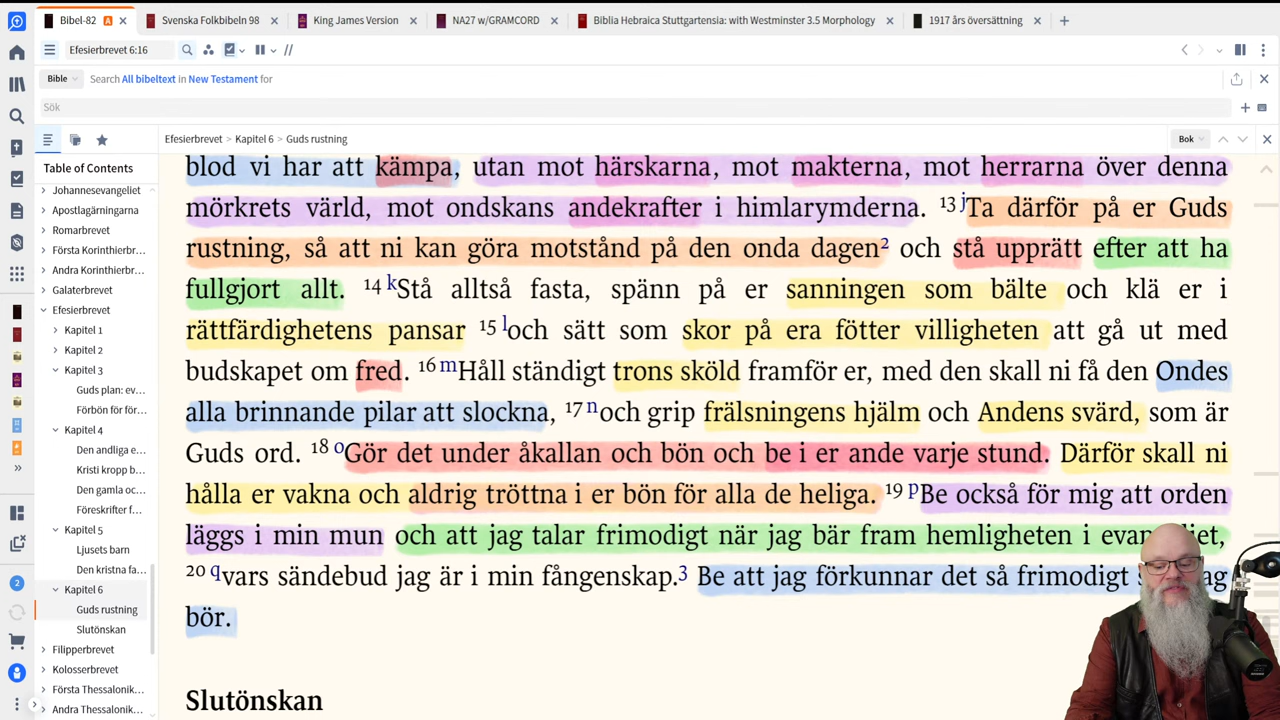 Bibel-82 A
Svenska Folkbibeln 98
King James Version
NA27 w/GRAMCORD
Biblia Hebraica Stuttgartensia: with Westminster 3.5 Morphology
1917 års översättning
Efesierbrevet 6:16
Bible
Search All bibeltext in New Testament for
Sök
Efesierbrevet > Kapitel 6 > Guds rustning
Bok
Table of Contents
Johannesevangeliet
Apostlagärningarna
Romarbrevet
Första Korinthierbr...
Andra Korinthierbr...
Galaterbrevet
Efesierbrevet
Kapitel 1
Kapitel 2
Kapitel 3
Guds plan: ev...
Förbön för för...
Kapitel 4
Den andliga e...
Kristi kropp b...
Den gamla oc...
Föreskrifter f...
Kapitel 5
Ljusets barn
Den kristna fa...
Kapitel 6
Guds rustning
Slutönskan
Filipperbrevet
Kolosserbrevet
Första Thessalonik...
Andra Thessalonik...
2
blod vi har att kämpa, utan mot härskarna, mot makterna, mot herrarna över denna
mörkrets värld, mot ondskans andekrafter i himlarymderna. 13 j Ta därför på er Guds
rustning, så att ni kan göra motstånd på den onda dagen2 och stå upprätt efter att ha
fullgjort allt. 14 k Stå alltså fasta, spänn på er sanningen som bälte och klä er i
rättfärdighetens pansar 15 l och sätt som skor på era fötter villigheten att gå ut med
budskapet om fred. 16 m Håll ständigt trons sköld framför er, med den skall ni få den Ondes
alla brinnande pilar att slockna, 17 n och grip frälsningens hjälm och Andens svärd, som är
Guds ord. 18 o Gör det under åkallan och bön och be i er ande varje stund. Därför skall ni
hålla er vakna och aldrig tröttna i er bön för alla de heliga. 19 p Be också för mig att orden
läggs i min mun och att jag talar frimodigt när jag bär fram hemligheten i
20 q vars sändebud jag är i min fångenskap.3 Be att jag förkunnar det så frimodigt
bör.
Slutönskan